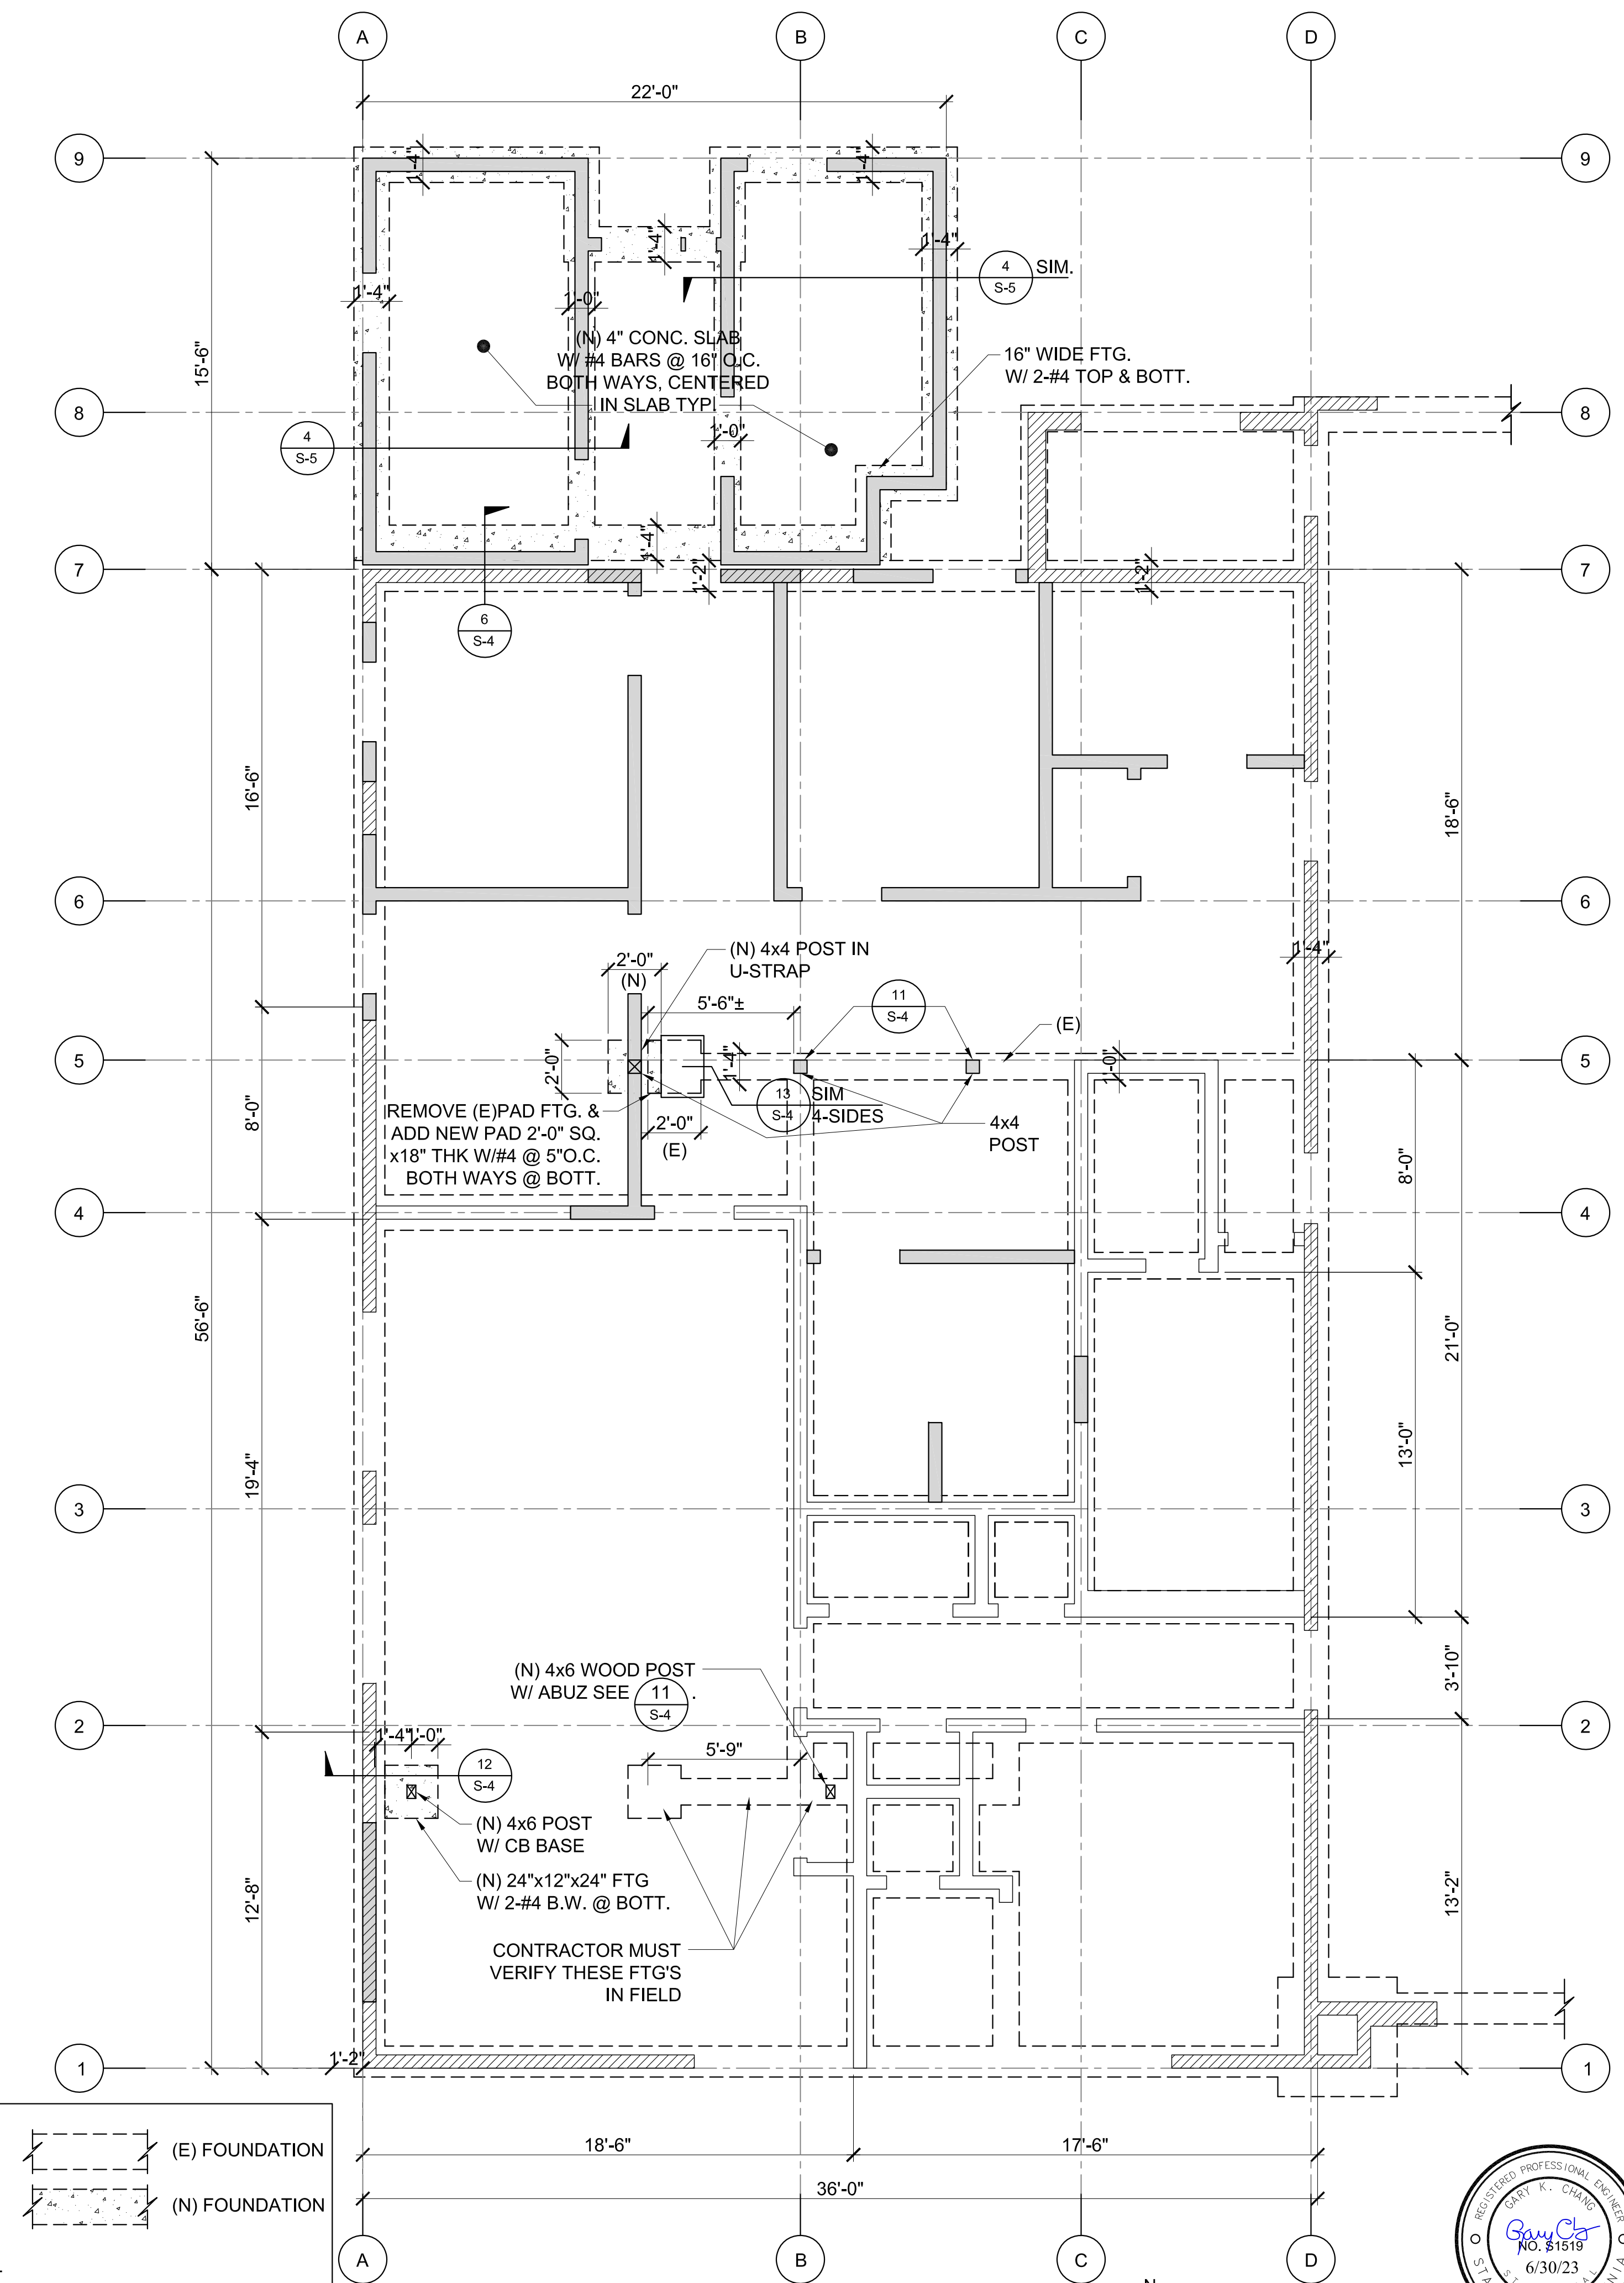 A
B
C
D
22'-0"
9
9
1'-4"
1'-4"
1'-4"
1'-4"
4
S-5
SIM.
1'-4"
1'-0"
(N) 4" CONC. SLAB
W/ #4 BARS @ 16" O.C.
BOTH WAYS, CENTERED
IN SLAB TYP.
16" WIDE FTG.
W/ 2-#4 TOP & BOTT.
15'-6"
8
8
4
S-5
1'-0"
1'-4"
7
7
1'-2"
1'-2"
6
S-4
16'-6"
18'-6"
6
6
(N) 4x4 POST IN
U-STRAP
2'-0"
(N)
5'-6"±
11
S-4
(E)
1'-4"
5
5
2'-0"
1'-4"
1'-0"
13
S-4
SIM
4-SIDES
REMOVE (E)PAD FTG. &
ADD NEW PAD 2'-0" SQ.
x18" THK W/#4 @ 5"O.C.
BOTH WAYS @ BOTT.
2'-0"
(E)
4x4
POST
8'-0"
8'-0"
4
4
56'-6"
21'-0"
19'-4"
13'-0"
3
3
(N) 4x6 WOOD POST
W/ ABUZ SEE
11
S-4
.
3'-10"
2
2
1'-4"
1'-0"
5'-9"
12
S-4
(N) 4x6 POST
W/ CB BASE
(N) 24"x12"x24" FTG
W/ 2-#4 B.W. @ BOTT.
12'-8"
13'-2"
CONTRACTOR MUST
VERIFY THESE FTG'S
IN FIELD
1'-2"
1
1
18'-6"
17'-6"
36'-0"
(E) FOUNDATION
(N) FOUNDATION
A
B
C
D
REGISTERED PROFESSIONAL ENGINEER
GARY K. CHANG
NO. S1519
6/30/23
N